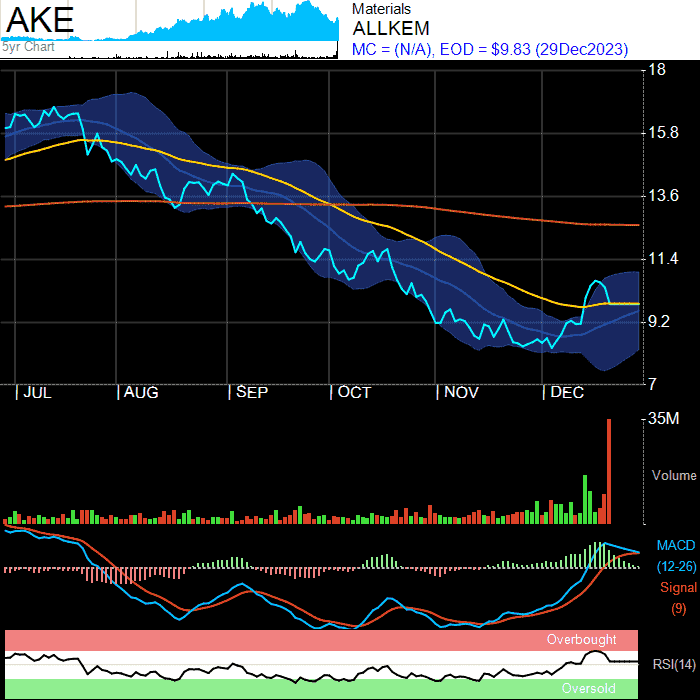 AKE
5yr Chart
Materials
ALLKEM
MC = (N/A), EOD = $9.83 (29Dec2023)
18
15.8
13.6
11.4
9.2
7
| JUL | AUG | SEP | OCT | NOV | DEC
35M
Volume
MACD
(12-26)
Signal
(9)
Overbought
RSI(14)
Oversold